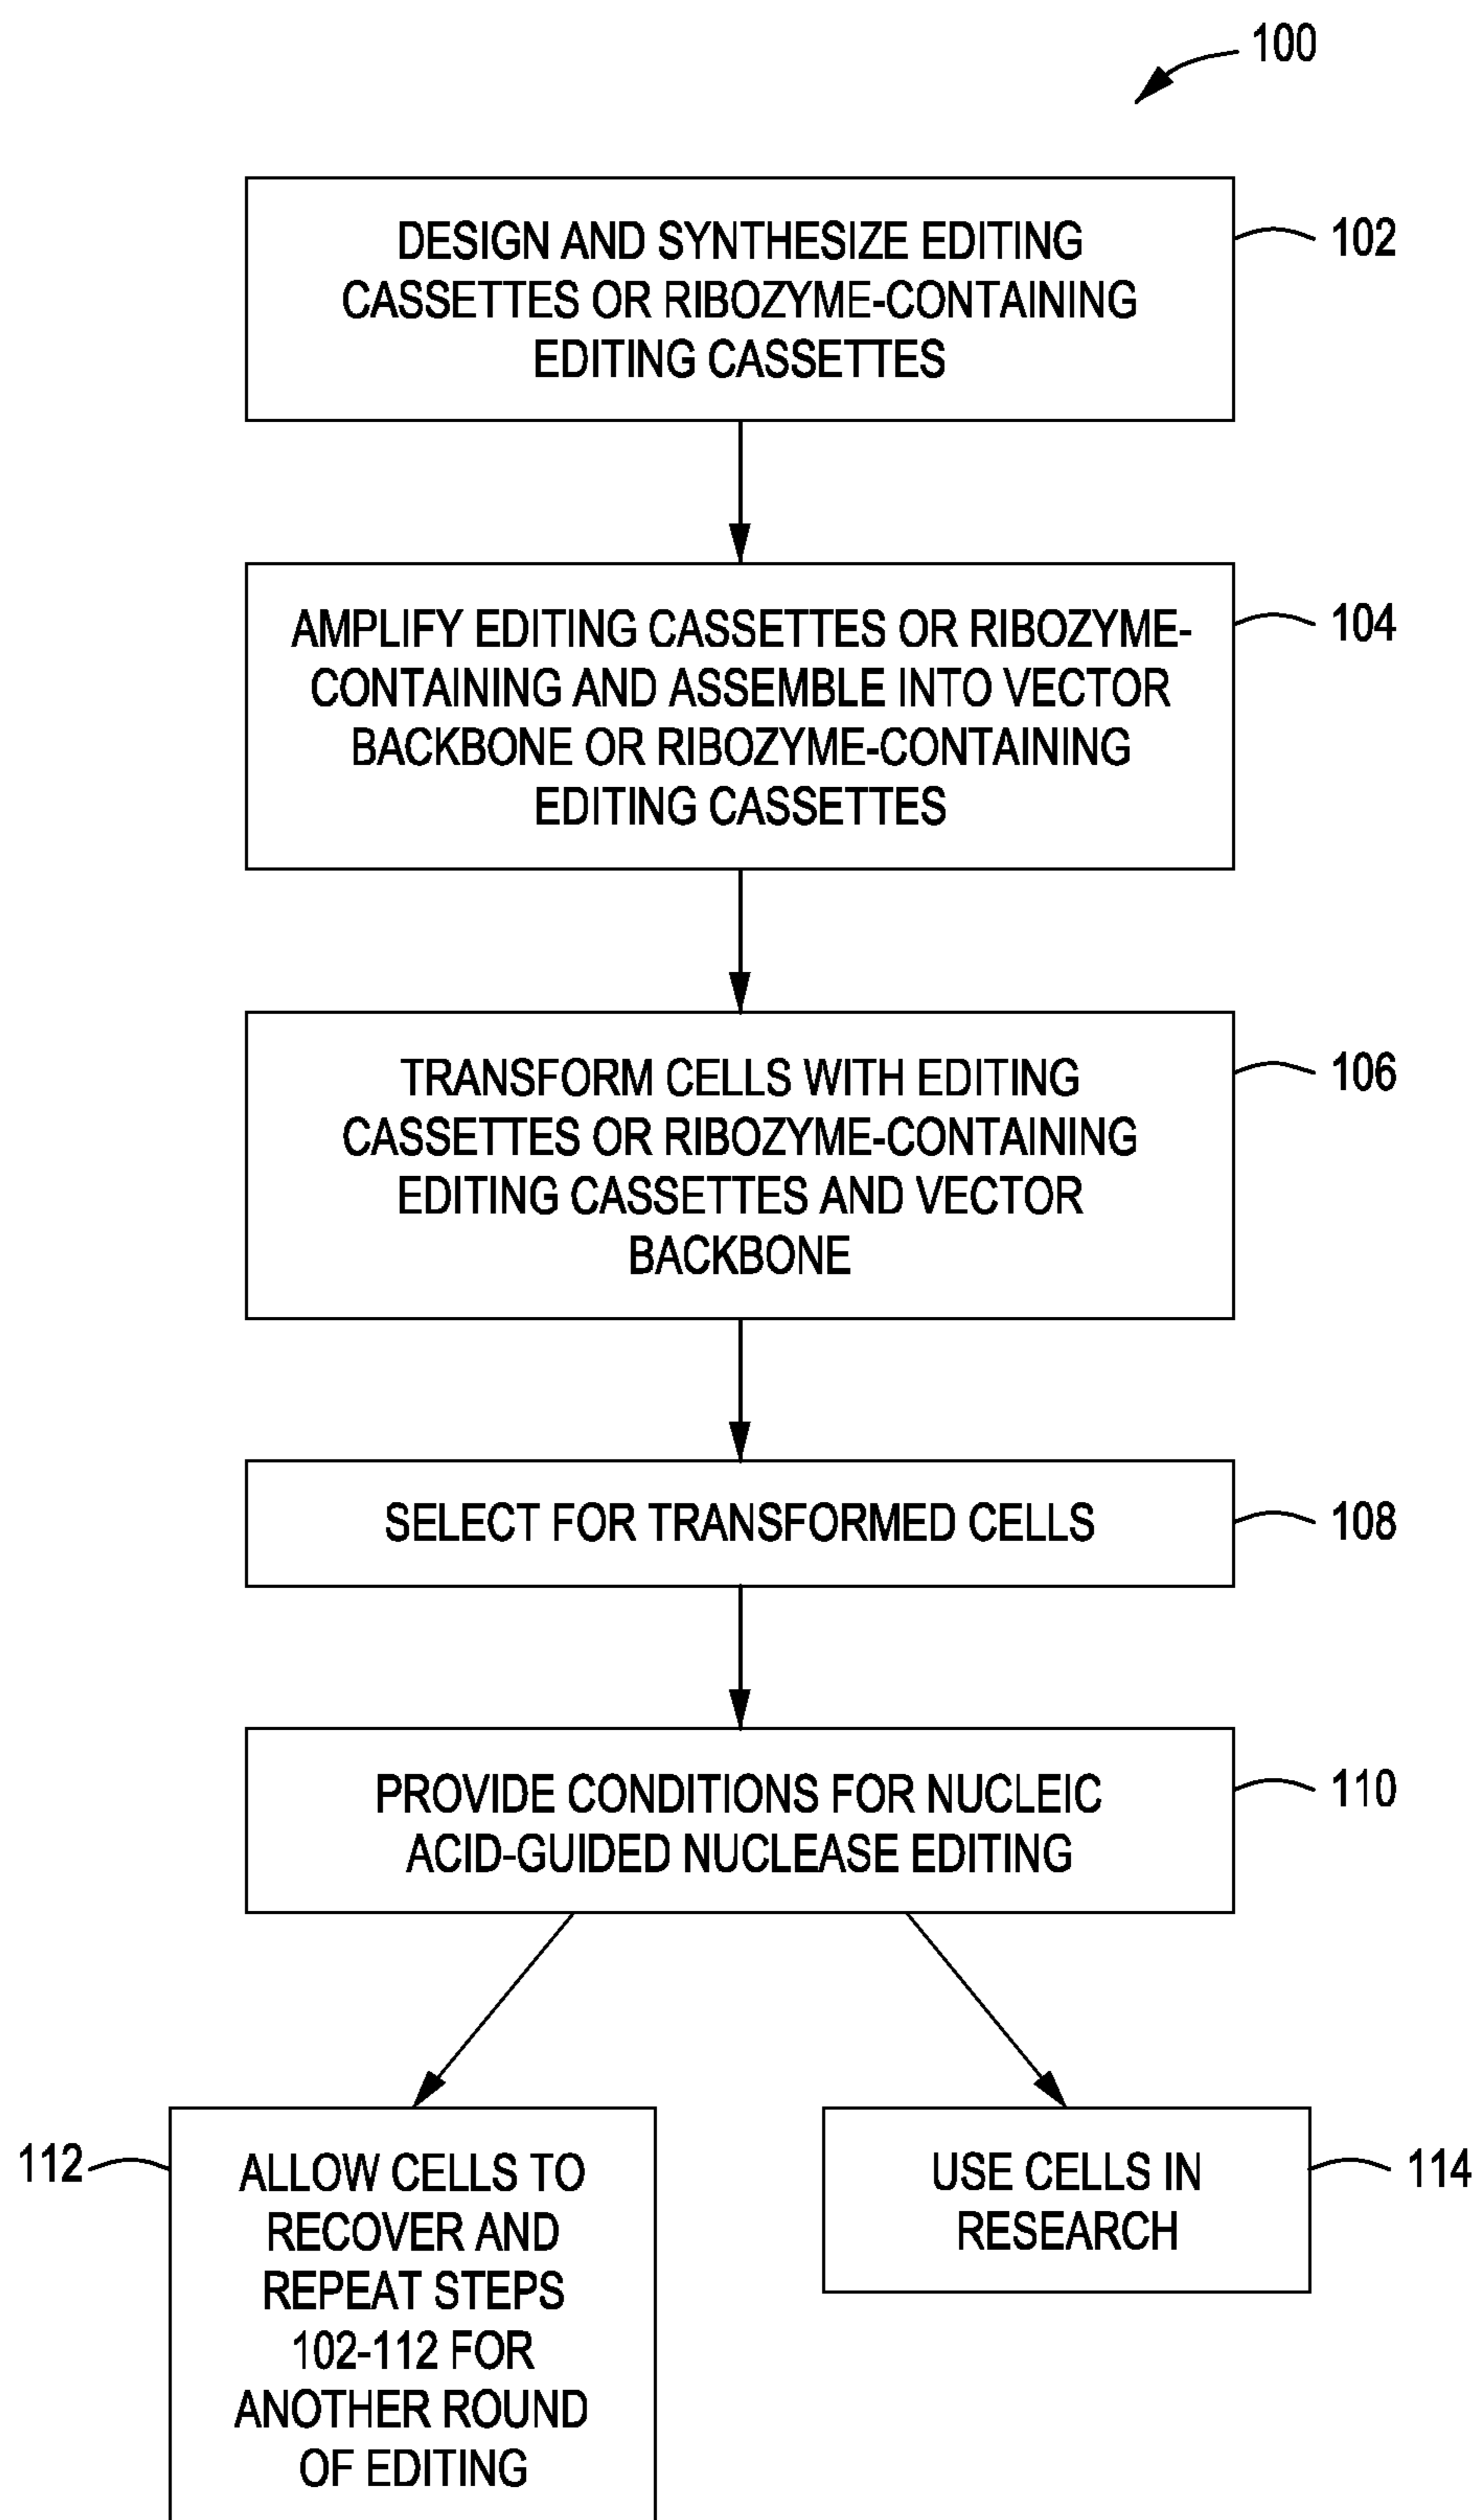 100
DESIGN AND SYNTHESIZE EDITING
CASSETTES OR RIBOZYME-CONTAINING
EDITING CASSETTES
102
AMPLIFY EDITING CASSETTES OR RIBOZYME-
CONTAINING AND ASSEMBLE INTO VECTOR
BACKBONE OR RIBOZYME-CONTAINING
EDITING CASSETTES
104
TRANSFORM CELLS WITH EDITING
CASSETTES OR RIBOZYME-CONTAINING
EDITING CASSETTES AND VECTOR
BACKBONE
106
SELECT FOR TRANSFORMED CELLS
108
PROVIDE CONDITIONS FOR NUCLEIC
ACID-GUIDED NUCLEASE EDITING
110
112
ALLOW CELLS TO
RECOVER AND
REPEAT STEPS
102-112 FOR
ANOTHER ROUND
OF EDITING
USE CELLS IN
RESEARCH
114